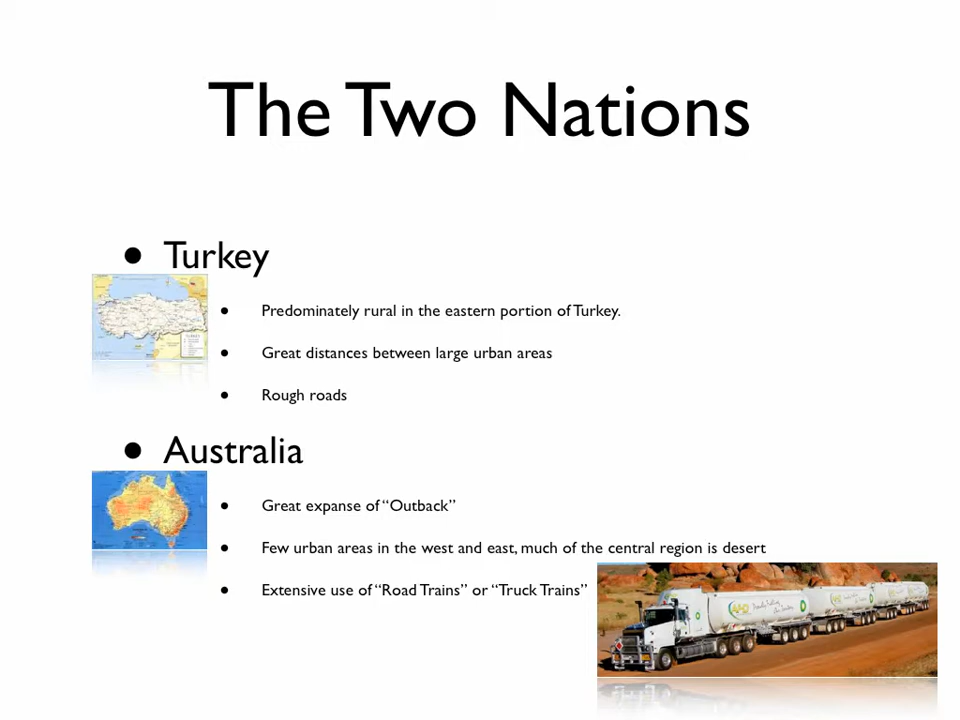 The Two Nations
• Turkey
• Predominately rural in the eastern portion of Turkey.
• Great distances between large urban areas
• Rough roads
• Australia
• Great expanse of “Outback”
• Few urban areas in the west and east, much of the central region is desert
• Extensive use of “Road Trains” or “Truck Trains”